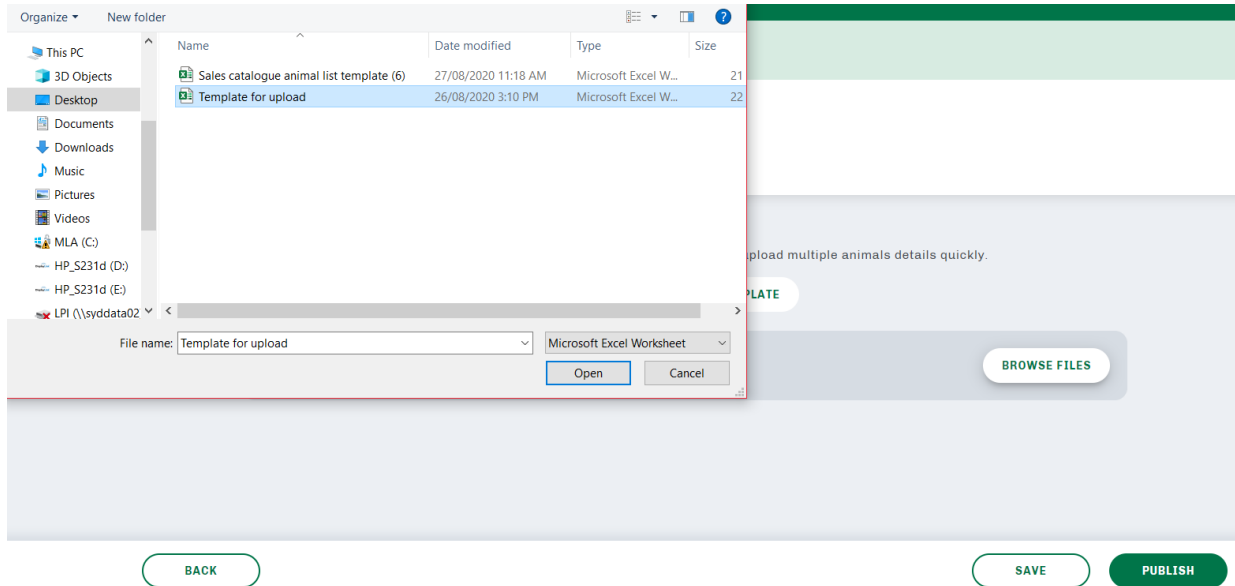 Organize New folder
Name Date modified Type Size
This PC
3D Objects
Desktop
Documents
Downloads
Music
Pictures
Videos
MLA (C:)
HP_S231d (D:)
HP_S231d (E:)
LPI (\\syddata02
Sales catalogue animal list template (6) 27/08/2020 11:18 AM Microsoft Excel W... 21
Template for upload 26/08/2020 3:10 PM Microsoft Excel W... 22
File name: Template for upload Microsoft Excel Worksheet
Open Cancel
upload multiple animals details quickly.
PLATE
BROWSE FILES
BACK SAVE PUBLISH